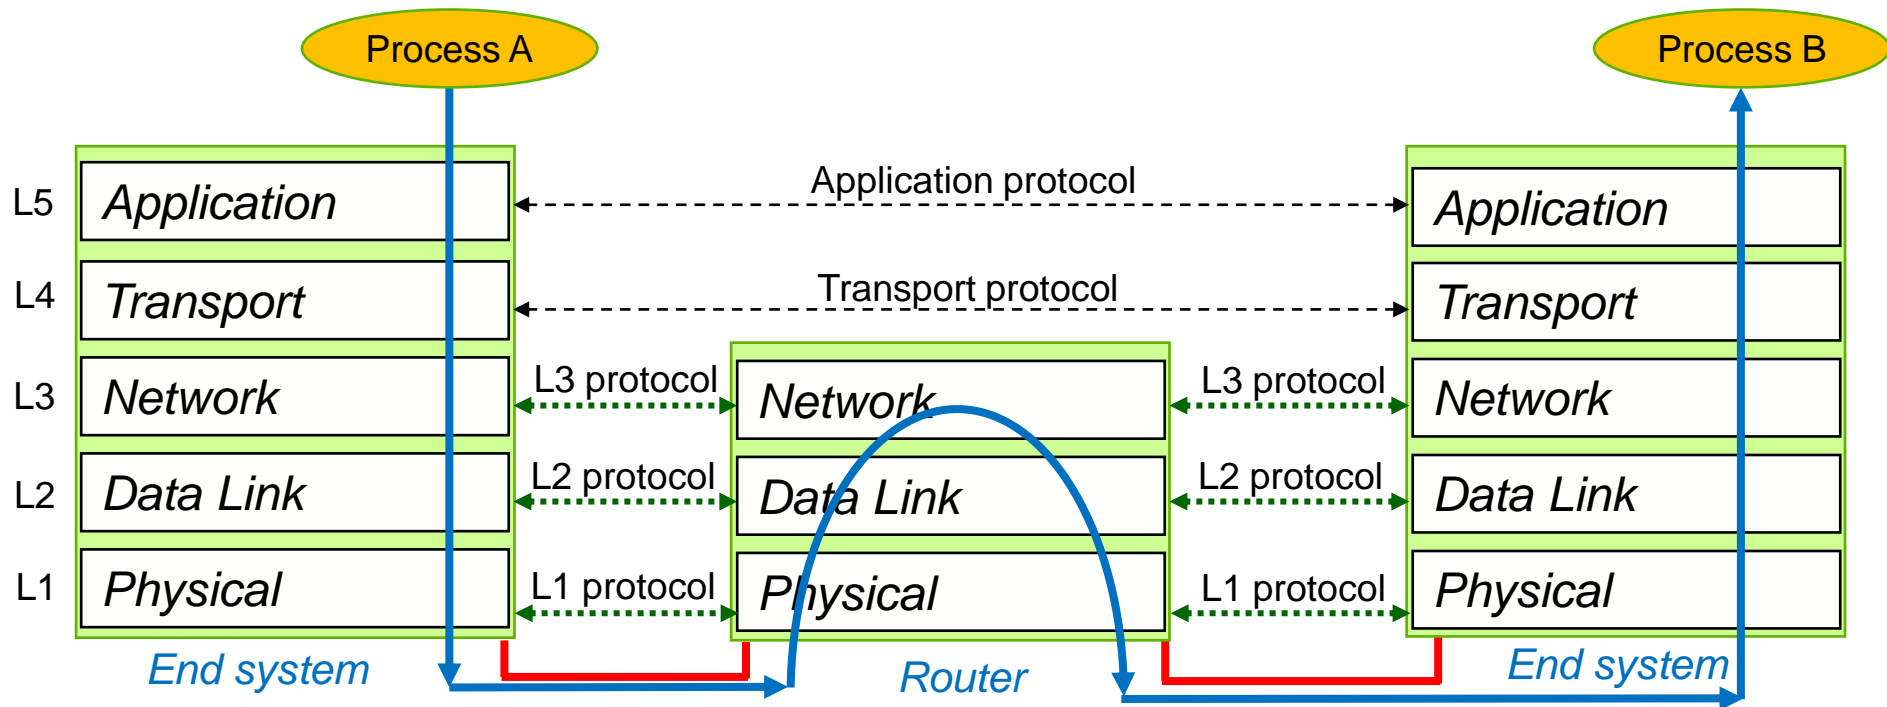 Process A
Process B
L5
Application
Application protocol
Application
L4
Transport
Transport protocol
Transport
L3
Network
L3 protocol
Network
L3 protocol
Network
L2
Data Link
L2 protocol
Data Link
L2 protocol
Data Link
L1
Physical
L1 protocol
Physical
L1 protocol
Physical
End system
Router
End system